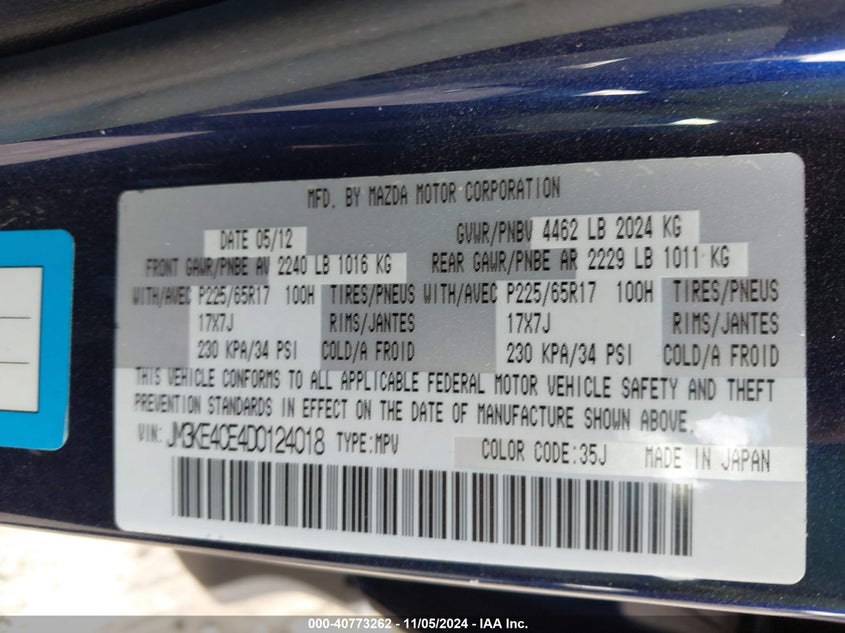 MFD. BY MAZDA MOTOR CORPORATION
DATE 05/12 GVWR/PNBV 4462 LB 2024 KG
FRONT GAWR/PNBE AV 2240 LB 1016 KG REAR GAWR/PNBE AR 2229 LB 1011 KG
WITH/AVEC P225/65R17 100H TIRES/PNEUS WITH/AVEC P225/65R17 100H TIRES/PNEUS
17X7J RIMS/JANTES 17X7J RIMS/JANTES
230 KPA/34 PSI COLD/A FROID 230 KPA/34 PSI COLD/A FROID
THIS VEHICLE CONFORMS TO ALL APPLICABLE FEDERAL MOTOR VEHICLE SAFETY AND THEFT
PREVENTION STANDARDS IN EFFECT ON THE DATE OF MANUFACTURE SHOWN ABOVE.
VIN: JM3KE4CE4D0124018 TYPE:MPV COLOR CODE:35J MADE IN JAPAN
000-40773262 - 11/05/2024 - IAA Inc.